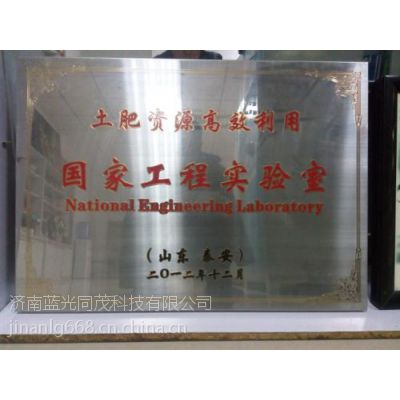 土肥资源高效利用
国家工程实验室
National Engineering Laboratory
(山东 泰安)
二〇一二年十二月
济南蓝光同茂科技有限公司
jinanlg668.cn.china.cn